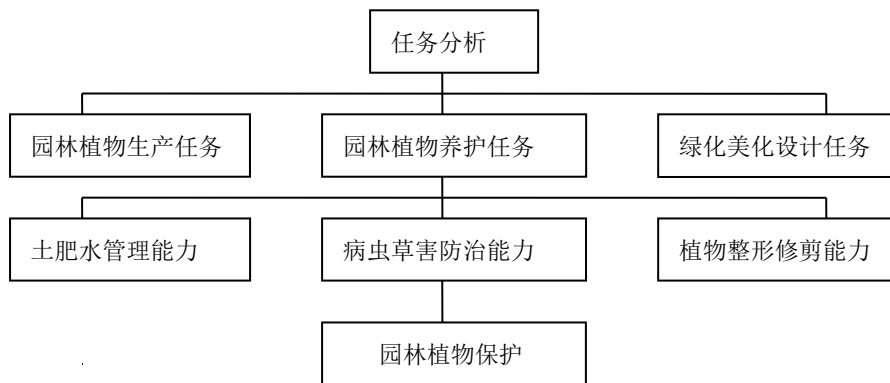 任务分析
园林植物生产任务
园林植物养护任务
绿化美化设计任务
土肥水管理能力
病虫草害防治能力
植物整形修剪能力
园林植物保护